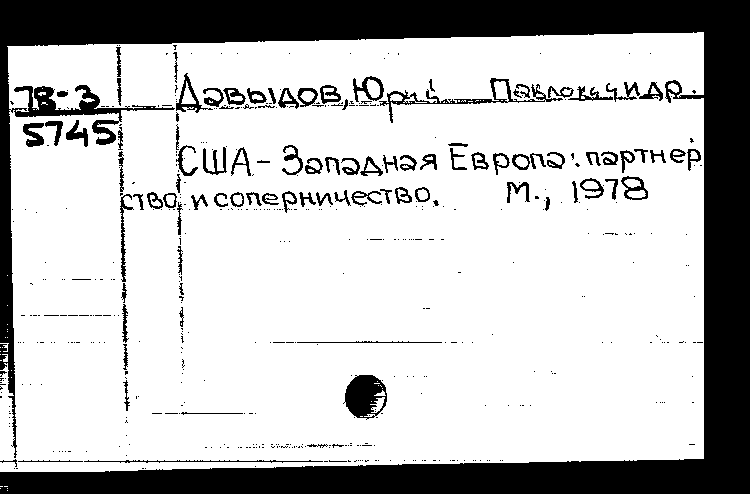 78-3
5745
Давыдов, Юрий Павлович и др.
США - Западная Европа: партнер
ство и соперничество. М., 1978